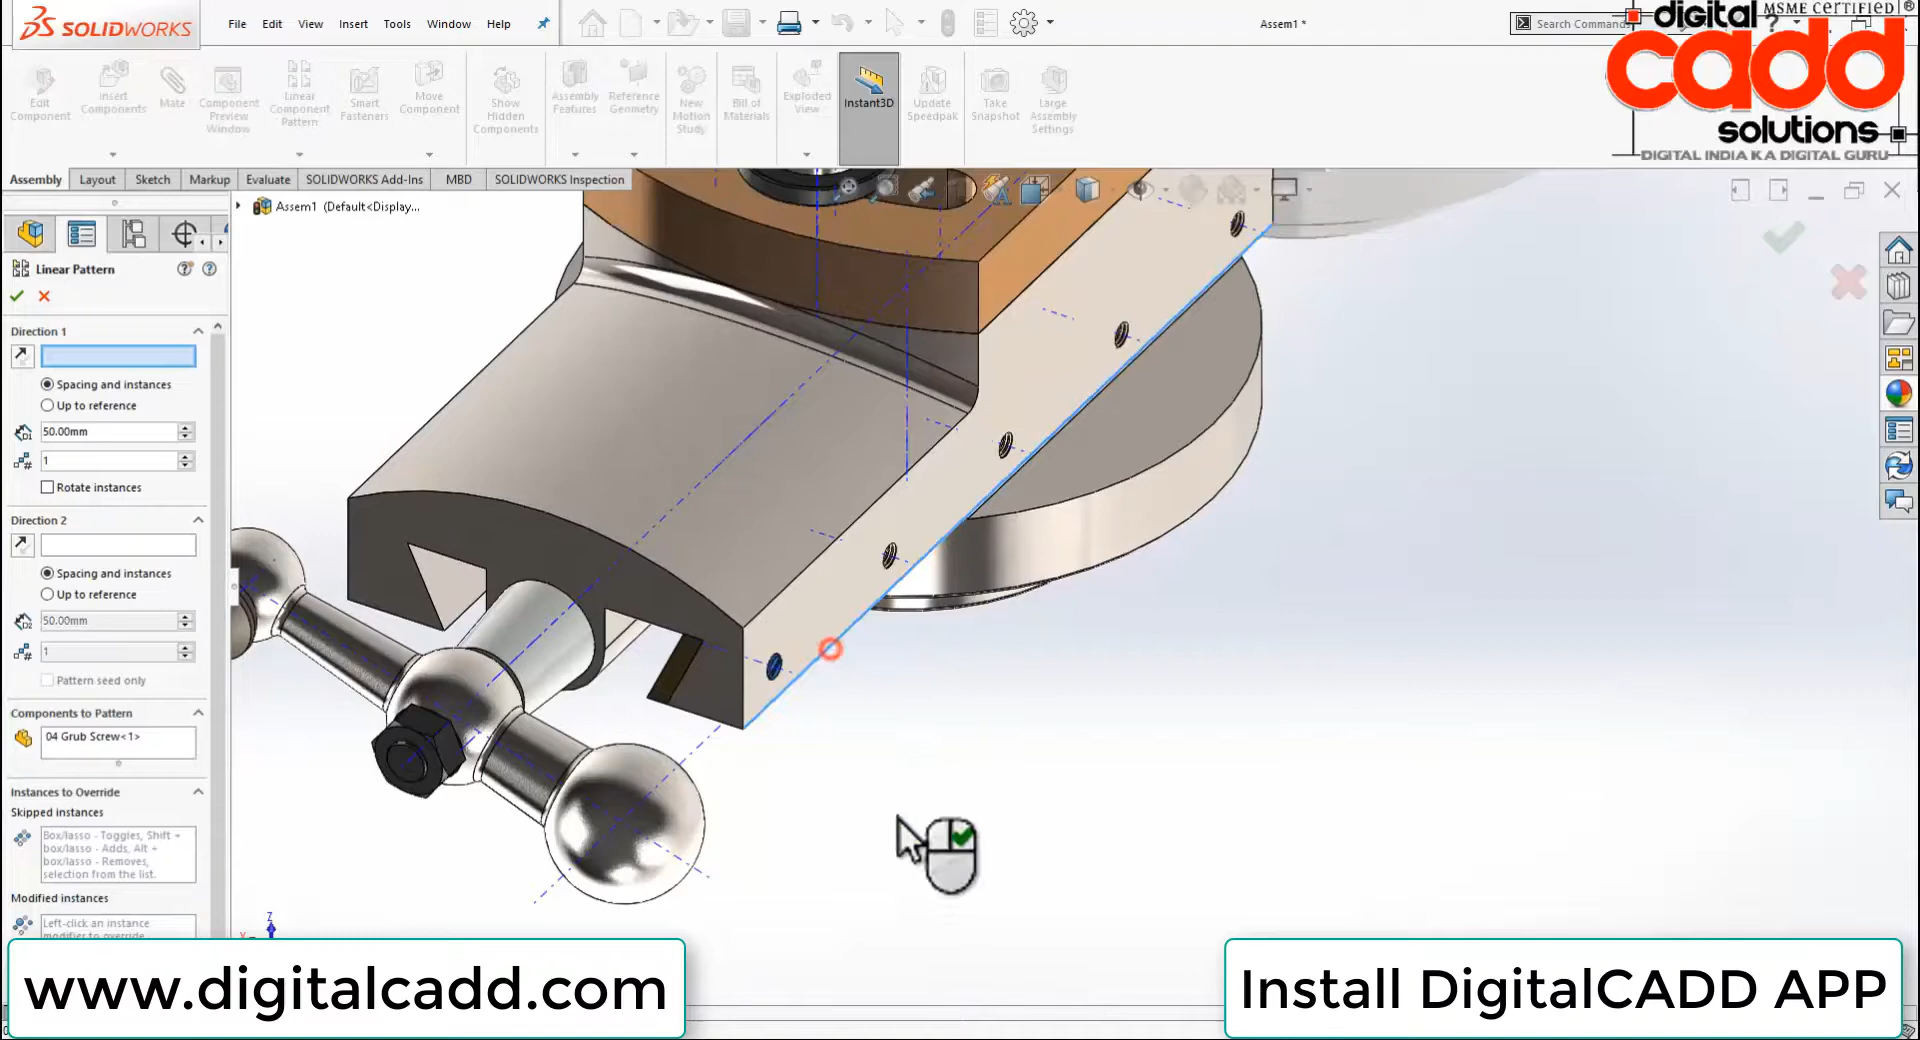 SOLIDWORKS
File Edit View Insert Tools Window Help
Assem1 *
Search Comman
digital
MSME CERTIFIED
®
cadd
solutions
DIGITAL INDIA KA DIGITAL GURU
Edit Component
Insert Components
Mate
Component Preview Window
Linear Component Pattern
Smart Fasteners
Move Component
Show Hidden Components
Assembly Features
Reference Geometry
New Motion Study
Bill of Materials
Exploded View
Instant3D
Update Speedpak
Take Snapshot
Large Assembly Settings
Assembly Layout Sketch Markup Evaluate SOLIDWORKS Add-Ins MBD SOLIDWORKS Inspection
Assem1 (Default<Display...
Linear Pattern
Direction 1
Spacing and instances
Up to reference
50.00mm
1
Rotate instances
Direction 2
Spacing and instances
Up to reference
50.00mm
1
Pattern seed only
Components to Pattern
04 Grub Screw<1>
Instances to Override
Skipped instances
Box/lasso - Toggles, Shift +
box/lasso - Adds, Alt +
box/lasso - Removes,
selection from the list.
Modified instances
Left-click an instance
modifier to override
Z
www.digitalcadd.com
Install DigitalCADD APP